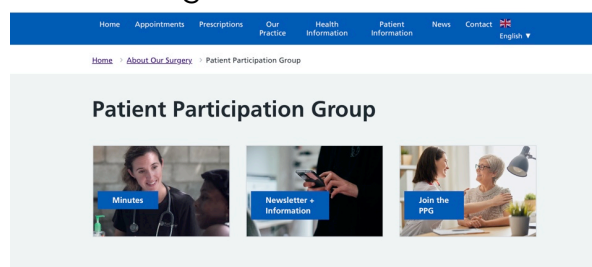 Home Appointments Prescriptions Our Practice Health Information Patient Information News Contact English ▼
Home > About Our Surgery > Patient Participation Group
Patient Participation Group
Minutes
Newsletter +
Information
Join the
PPG